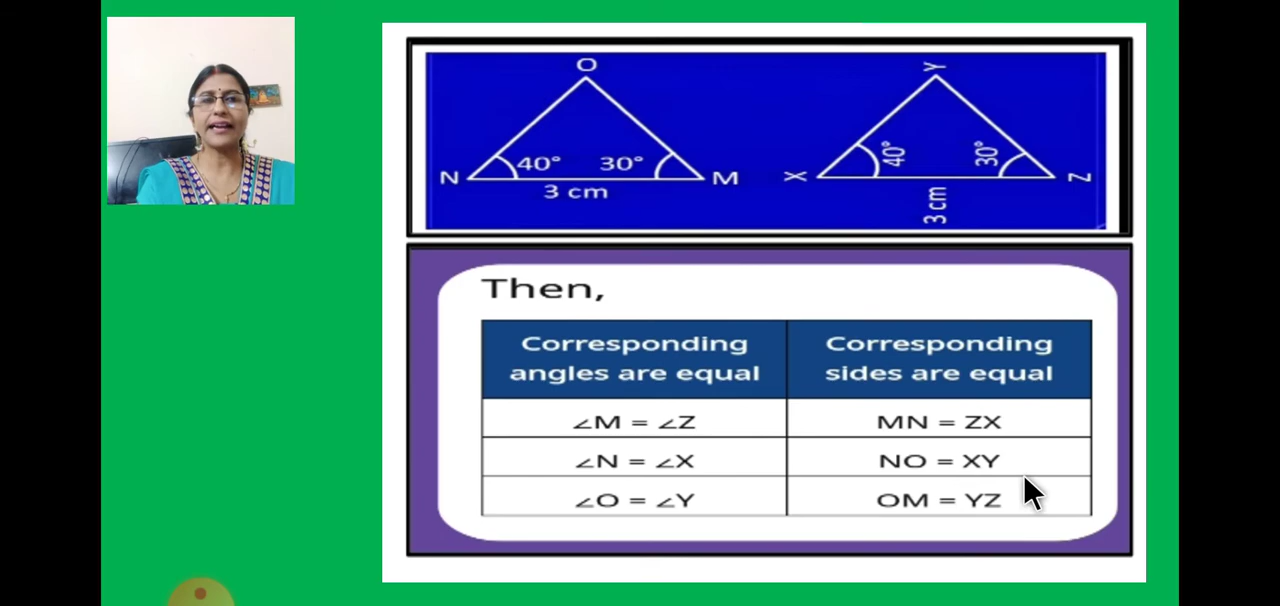 O
40° 30°
N M
3 cm
Y
40° 30°
X Z
3 cm
Then,
Corresponding
angles are equal
Corresponding
sides are equal
∠M = ∠Z MN = ZX
∠N = ∠X NO = XY
∠O = ∠Y OM = YZ